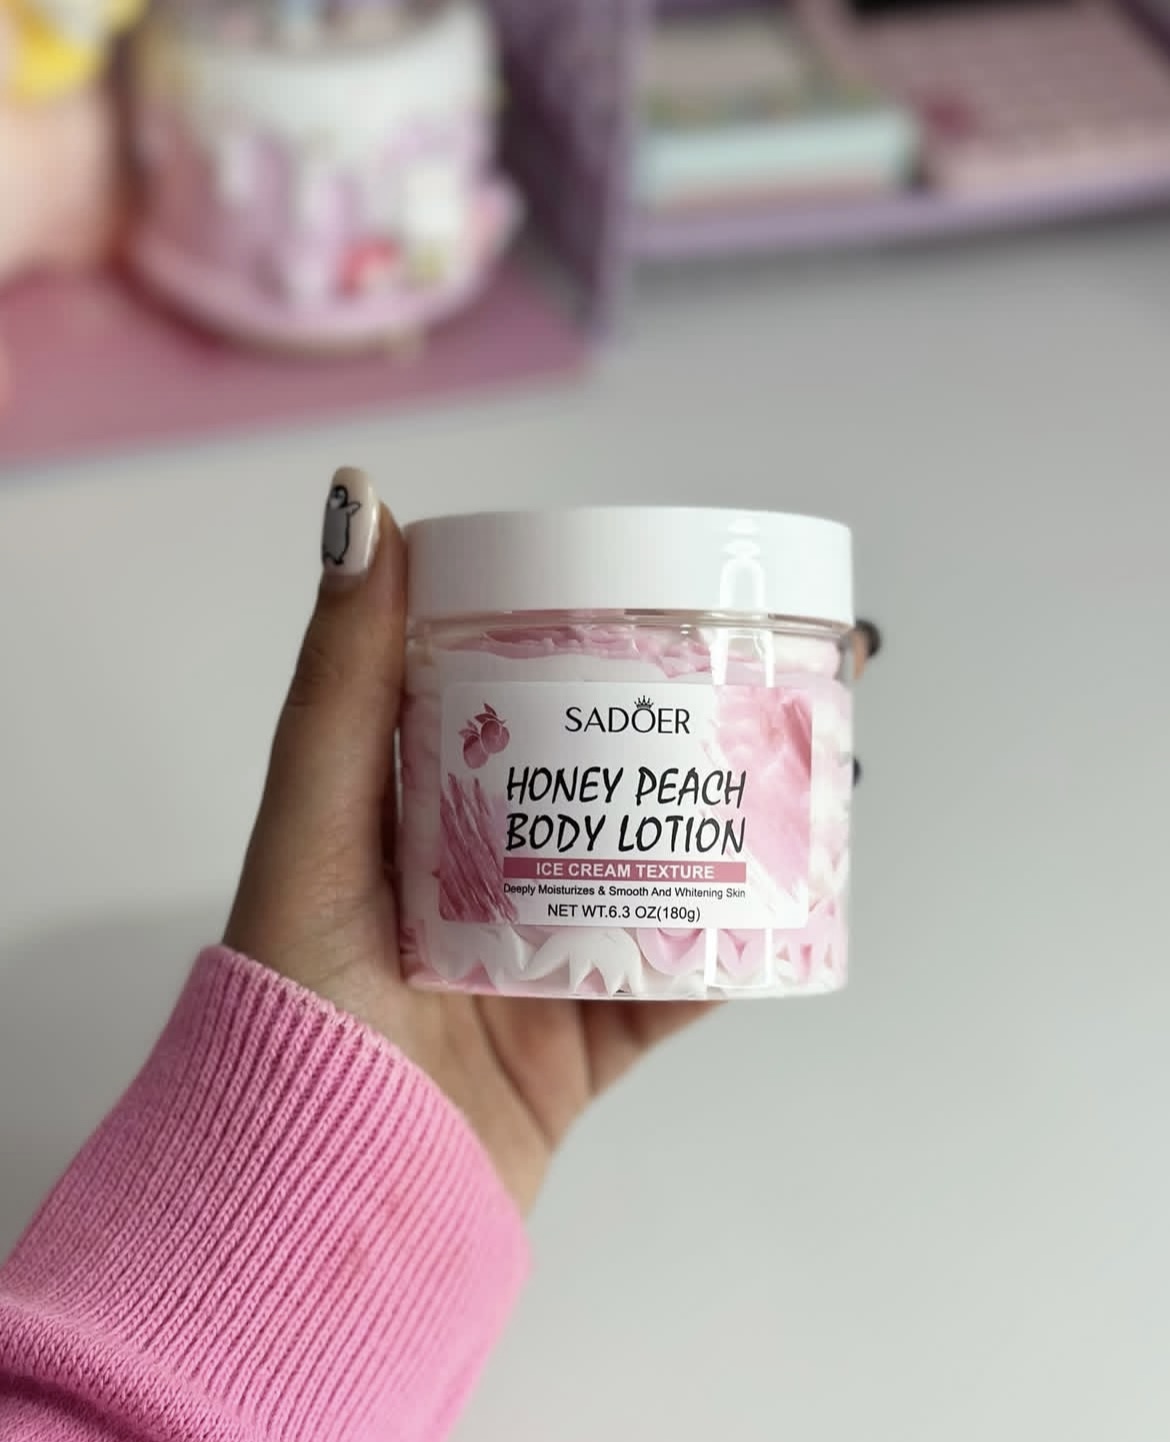 SADOER
HONEY PEACH
BODY LOTION
ICE CREAM TEXTURE
Deeply Moisturizes & Smooth And Whitening Skin
NET WT.6.3 OZ(180g)